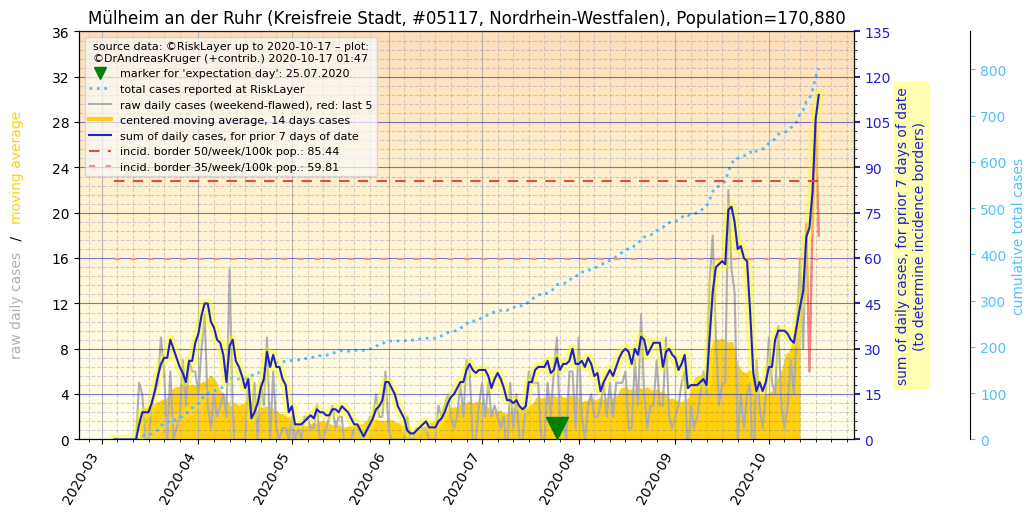 Mülheim an der Ruhr (Kreisfreie Stadt, #05117, Nordrhein-Westfalen), Population=170,880
source data: ©RiskLayer up to 2020-10-17 – plot:
©DrAndreasKruger (+contrib.) 2020-10-17 01:47
marker for 'expectation day': 25.07.2020
total cases reported at RiskLayer
raw daily cases (weekend-flawed), red: last 5
centered moving average, 14 days cases
sum of daily cases, for prior 7 days of date
incid. border 50/week/100k pop.: 85.44
incid. border 35/week/100k pop.: 59.81
raw daily cases / moving average
36
32
28
24
20
16
12
8
4
0
2020-03
2020-04
2020-05
2020-06
2020-07
2020-08
2020-09
2020-10
135
120
105
90
75
60
45
30
15
0
sum of daily cases, for prior 7 days of date
(to determine incidence borders)
800
700
600
500
400
300
200
100
0
cumulative total cases